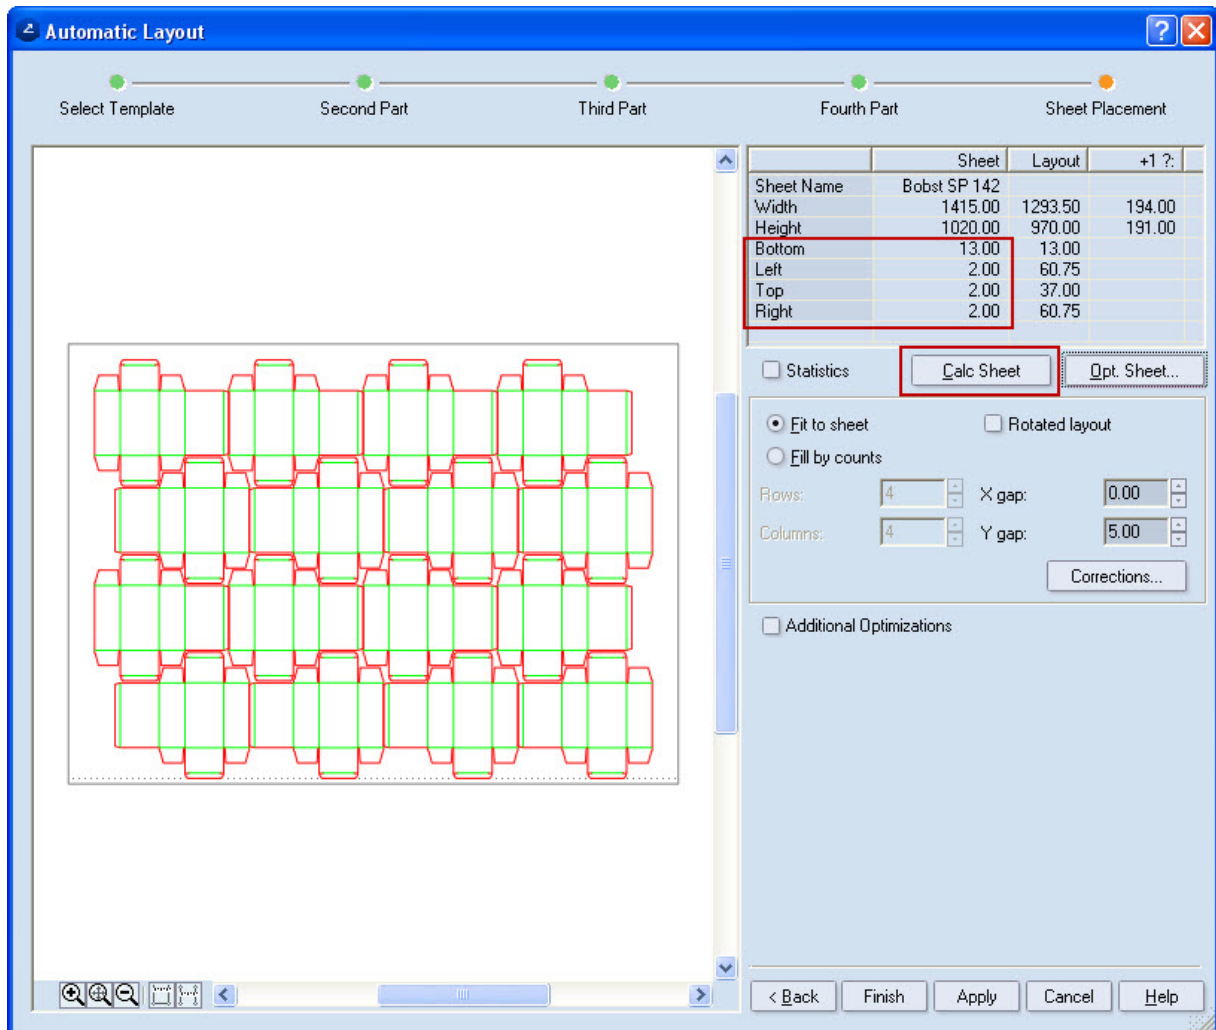 Automatic Layout
Select Template Second Part Third Part Fourth Part Sheet Placement
Sheet Layout +1 ?:
Sheet Name Bobst SP 142
Width 1415.00 1293.50 194.00
Height 1020.00 970.00 191.00
Bottom 13.00 13.00
Left 2.00 60.75
Top 2.00 37.00
Right 2.00 60.75
Statistics Calc Sheet Opt. Sheet...
Fit to sheet Rotated layout
Fill by counts
Rows: 4 X gap: 0.00
Columns: 4 Y gap: 5.00
Corrections...
Additional Optimizations
< Back Finish Apply Cancel Help